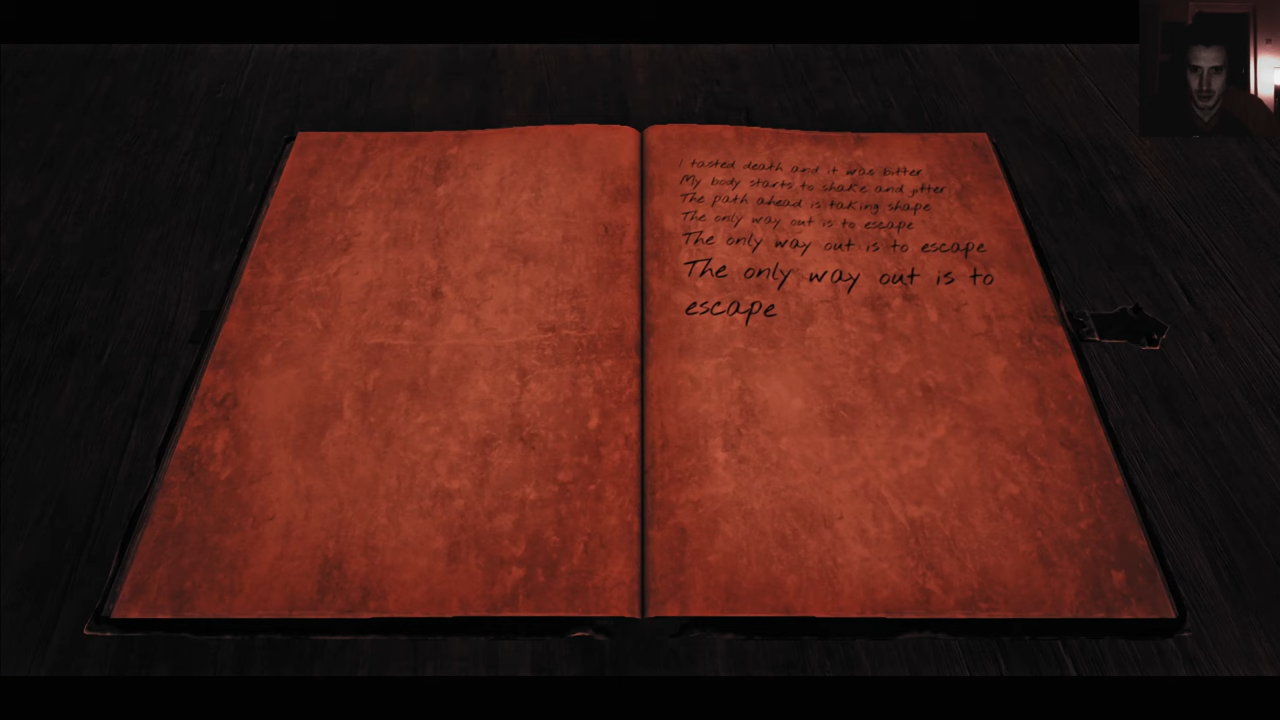 I tasted death and it was bitter
My body starts to shake and jitter
The path ahead is taking shape
The only way out is to escape
The only way out is to escape
The only way out is to
escape